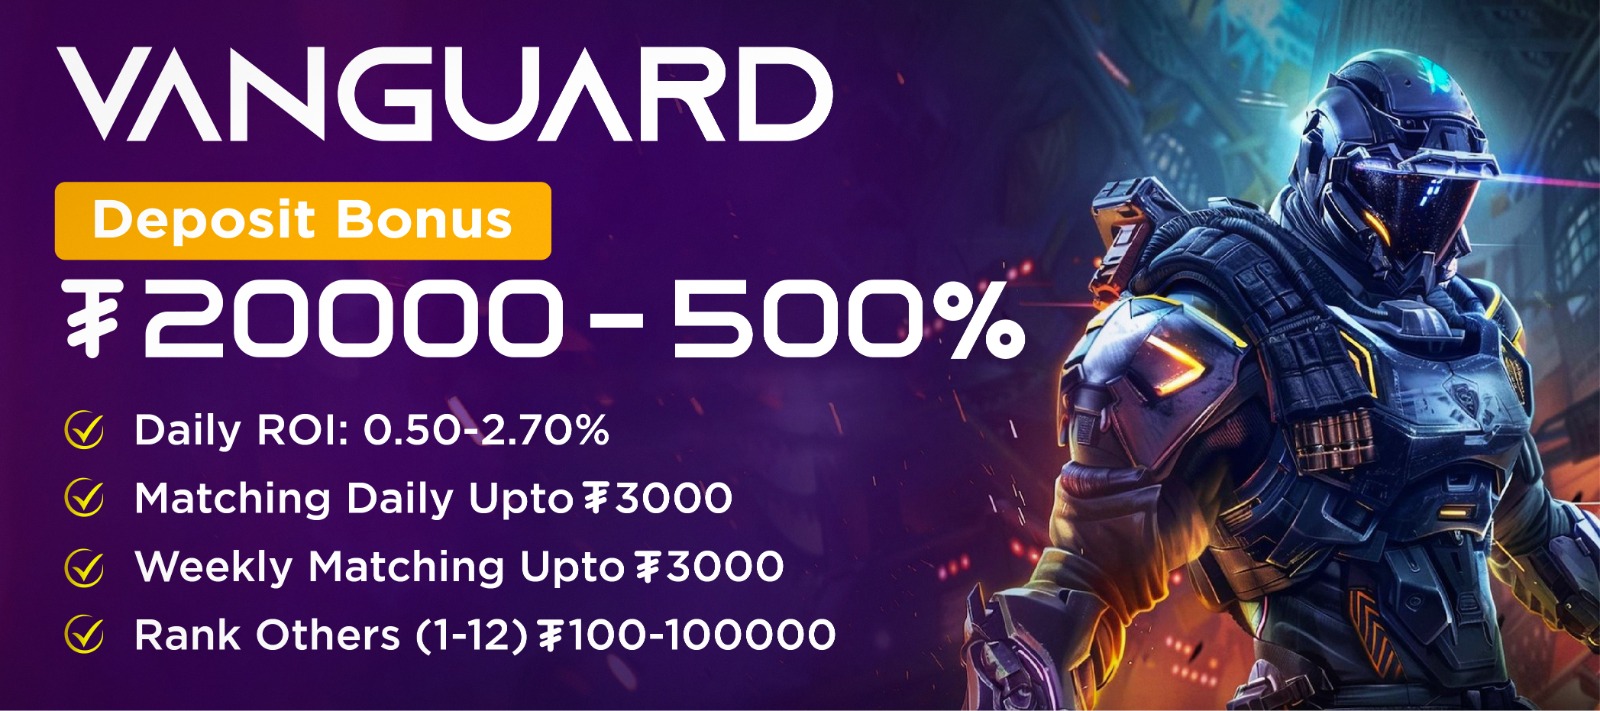 VANGUARD
Deposit Bonus
₮20000 – 500%
Daily ROI: 0.50-2.70%
Matching Daily Upto ₮3000
Weekly Matching Upto ₮3000
Rank Others (1-12) ₮100-100000